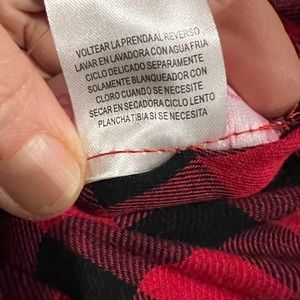 VOLTEAR LA PRENDA AL REVERSO
LAVAR EN LAVADORA CON AGUA FRIA
CICLO DELICADO SEPARAMENTE
SOLAMENTE BLANQUEADOR CON
CLORO CUANDO SE NECESITE
SECAR EN SECADORA CICLO LENTO
PLANCHA TIBIA SI SE NECESITA